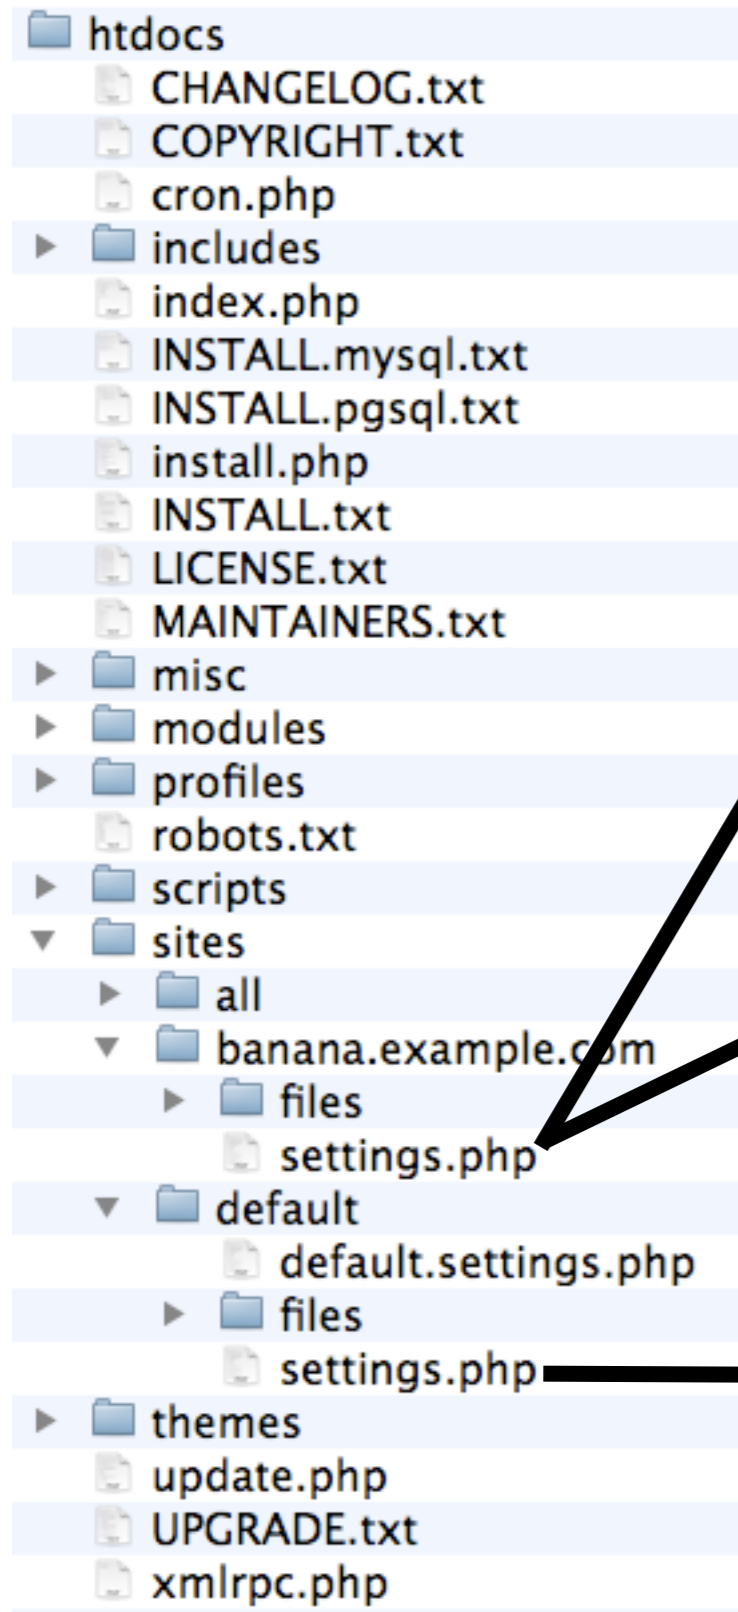 htdocs
CHANGELOG.txt
COPYRIGHT.txt
cron.php
includes
index.php
INSTALL.mysql.txt
INSTALL.pgsql.txt
install.php
INSTALL.txt
LICENSE.txt
MAINTAINERS.txt
misc
modules
profiles
robots.txt
scripts
sites
all
banana.example.com
files
settings.php
default
default.settings.php
files
settings.php
themes
update.php
UPGRADE.txt
xmlrpc.php